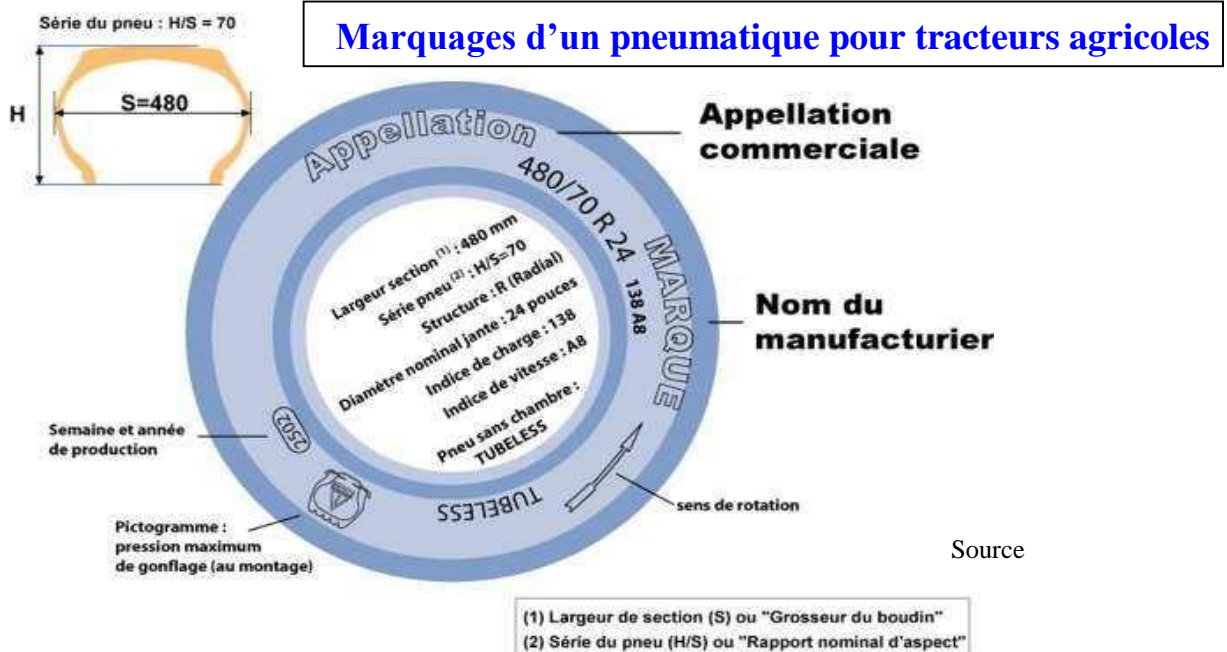 Série du pneu : H/S = 70
Marquages d’un pneumatique pour tracteurs agricoles
H
S=480
Appellation
480/70 R 24
138 A8
MARQUE
Appellation
commerciale
Nom du
manufacturier
Largeur section (1) : 480 mm
Série pneu (2) : H/S=70
Structure : R (Radial)
Diamètre nominal jante : 24 pouces
Indice de charge : 138
Indice de vitesse : A8
Pneu sans chambre :
TUBELESS
Semaine et année
de production
2502
TUBELESS
sens de rotation
Pictogramme :
pression maximum
de gonflage (au montage)
Source
(1) Largeur de section (S) ou "Grosseur du boudin"
(2) Série du pneu (H/S) ou "Rapport nominal d'aspect"